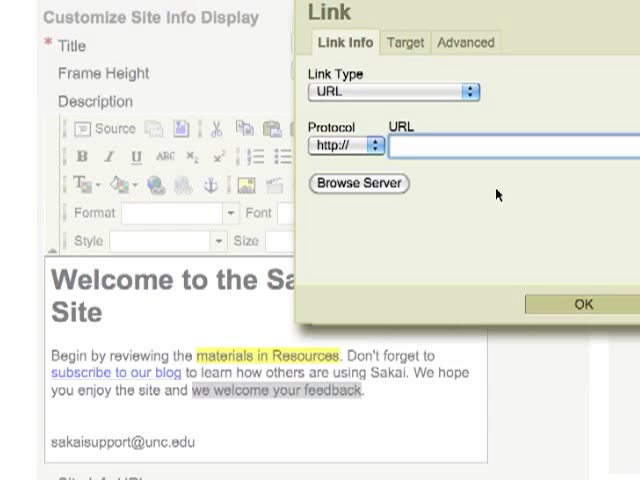 Customize Site Info Display
* Title
Frame Height
Description
Source
B I U ABC x₂ x²
Format Font
Style Size
Welcome to the Sa
Site
Begin by reviewing the materials in Resources. Don't forget to
subscribe to our blog to learn how others are using Sakai. We hope
you enjoy the site and we welcome your feedback.
sakaisupport@unc.edu
Link
Link Info Target Advanced
Link Type
URL
Protocol URL
http://
Browse Server
OK